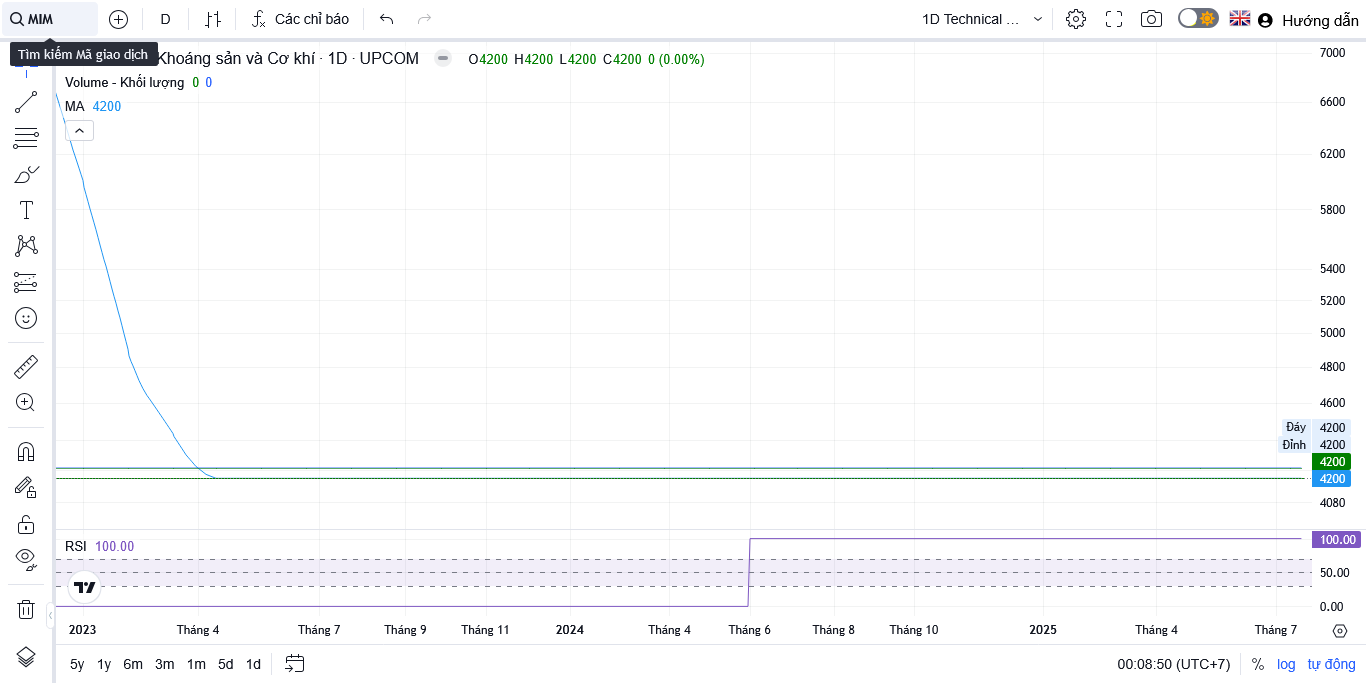 MIM
D
Các chỉ báo
1D Technical ...
Hướng dẫn
Tìm kiếm Mã giao dịch
Khoáng sản và Cơ khí · 1D · UPCOM
O4200 H4200 L4200 C4200 0 (0.00%)
Volume - Khối lượng 0 0
MA 4200
7000
6600
6200
5800
5400
5200
5000
4800
4600
Đáy 4200
Đỉnh 4200
4200
4200
4080
RSI 100.00
100.00
50.00
0.00
2023 Tháng 4 Tháng 7 Tháng 9 Tháng 11 2024 Tháng 4 Tháng 6 Tháng 8 Tháng 10 2025 Tháng 4 Tháng 7
5y 1y 6m 3m 1m 5d 1d
00:08:50 (UTC+7) % log tự động